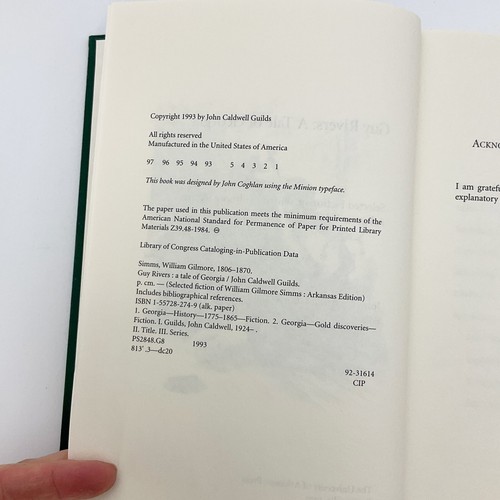 Copyright 1993 by John Caldwell Guilds
All rights reserved
Manufactured in the United States of America
97 96 95 94 93 5 4 3 2 1
This book was designed by John Coghlan using the Minion typeface.
The paper used in this publication meets the minimum requirements of the
American National Standard for Permanence of Paper for Printed Library
Materials Z39.48-1984. ♾
Library of Congress Cataloging-in-Publication Data
Simms, William Gilmore, 1806–1870.
Guy Rivers : a tale of Georgia / John Caldwell Guilds.
p. cm. — (Selected fiction of William Gilmore Simms : Arkansas Edition)
Includes bibliographical references.
ISBN 1-55728-274-9 (alk. paper)
1. Georgia—History—1775–1865—Fiction. 2. Georgia—Gold discoveries—
Fiction. I. Guilds, John Caldwell, 1924– .
II. Title. III. Series.
PS2848.G8 1993
813'.3—dc20
92-31614
CIP
ACKNO
I am gratefu
explanatory